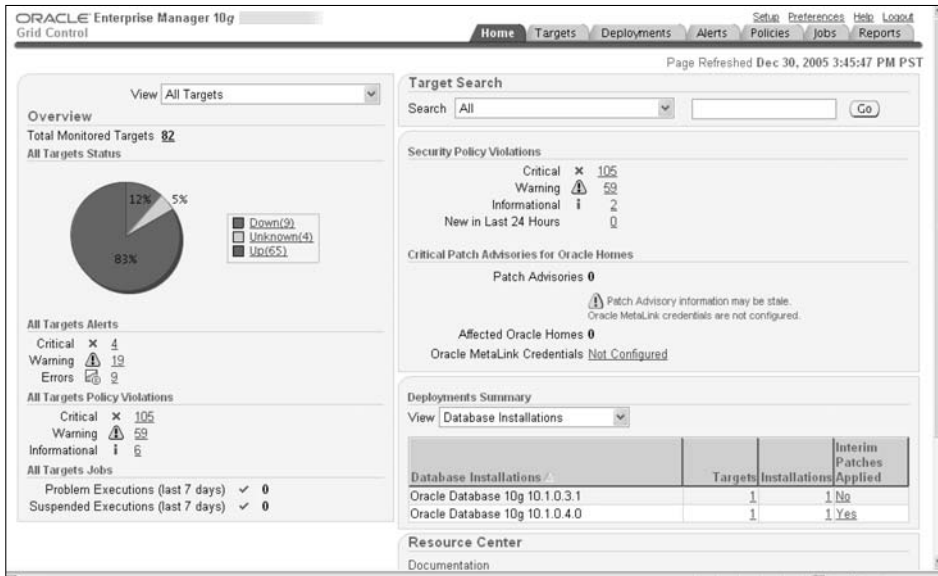 ORACLE Enterprise Manager 10g
Grid Control
Setup Preferences Help Logout
Home Targets Deployments Alerts Policies Jobs Reports
Page Refreshed Dec 30, 2005 3:45:47 PM PST
View All Targets
Overview
Total Monitored Targets 82
All Targets Status
12%
5%
83%
Down(9)
Unknown(4)
Up(65)
All Targets Alerts
Critical 4
Warning 19
Errors 9
All Targets Policy Violations
Critical 105
Warning 59
Informational 6
All Targets Jobs
Problem Executions (last 7 days) 0
Suspended Executions (last 7 days) 0
Target Search
Search All Go
Security Policy Violations
Critical 105
Warning 59
Informational 2
New in Last 24 Hours 0
Critical Patch Advisories for Oracle Homes
Patch Advisories 0
Patch Advisory information may be stale.
Oracle MetaLink credentials are not configured.
Affected Oracle Homes 0
Oracle MetaLink Credentials Not Configured
Deployments Summary
View Database Installations
Database Installations Targets Installations Interim Patches Applied
Oracle Database 10g 10.1.0.3.1 1 1 No
Oracle Database 10g 10.1.0.4.0 1 1 Yes
Resource Center
Documentation